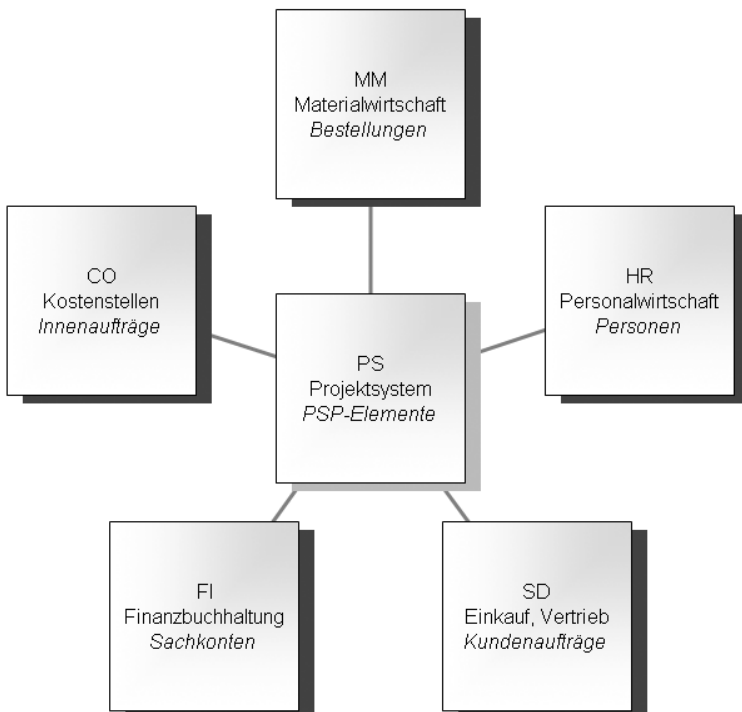 MM
Materialwirtschaft
Bestellungen
CO
Kostenstellen
Innenaufträge
HR
Personalwirtschaft
Personen
PS
Projektsystem
PSP-Elemente
FI
Finanzbuchhaltung
Sachkonten
SD
Einkauf, Vertrieb
Kundenaufträge